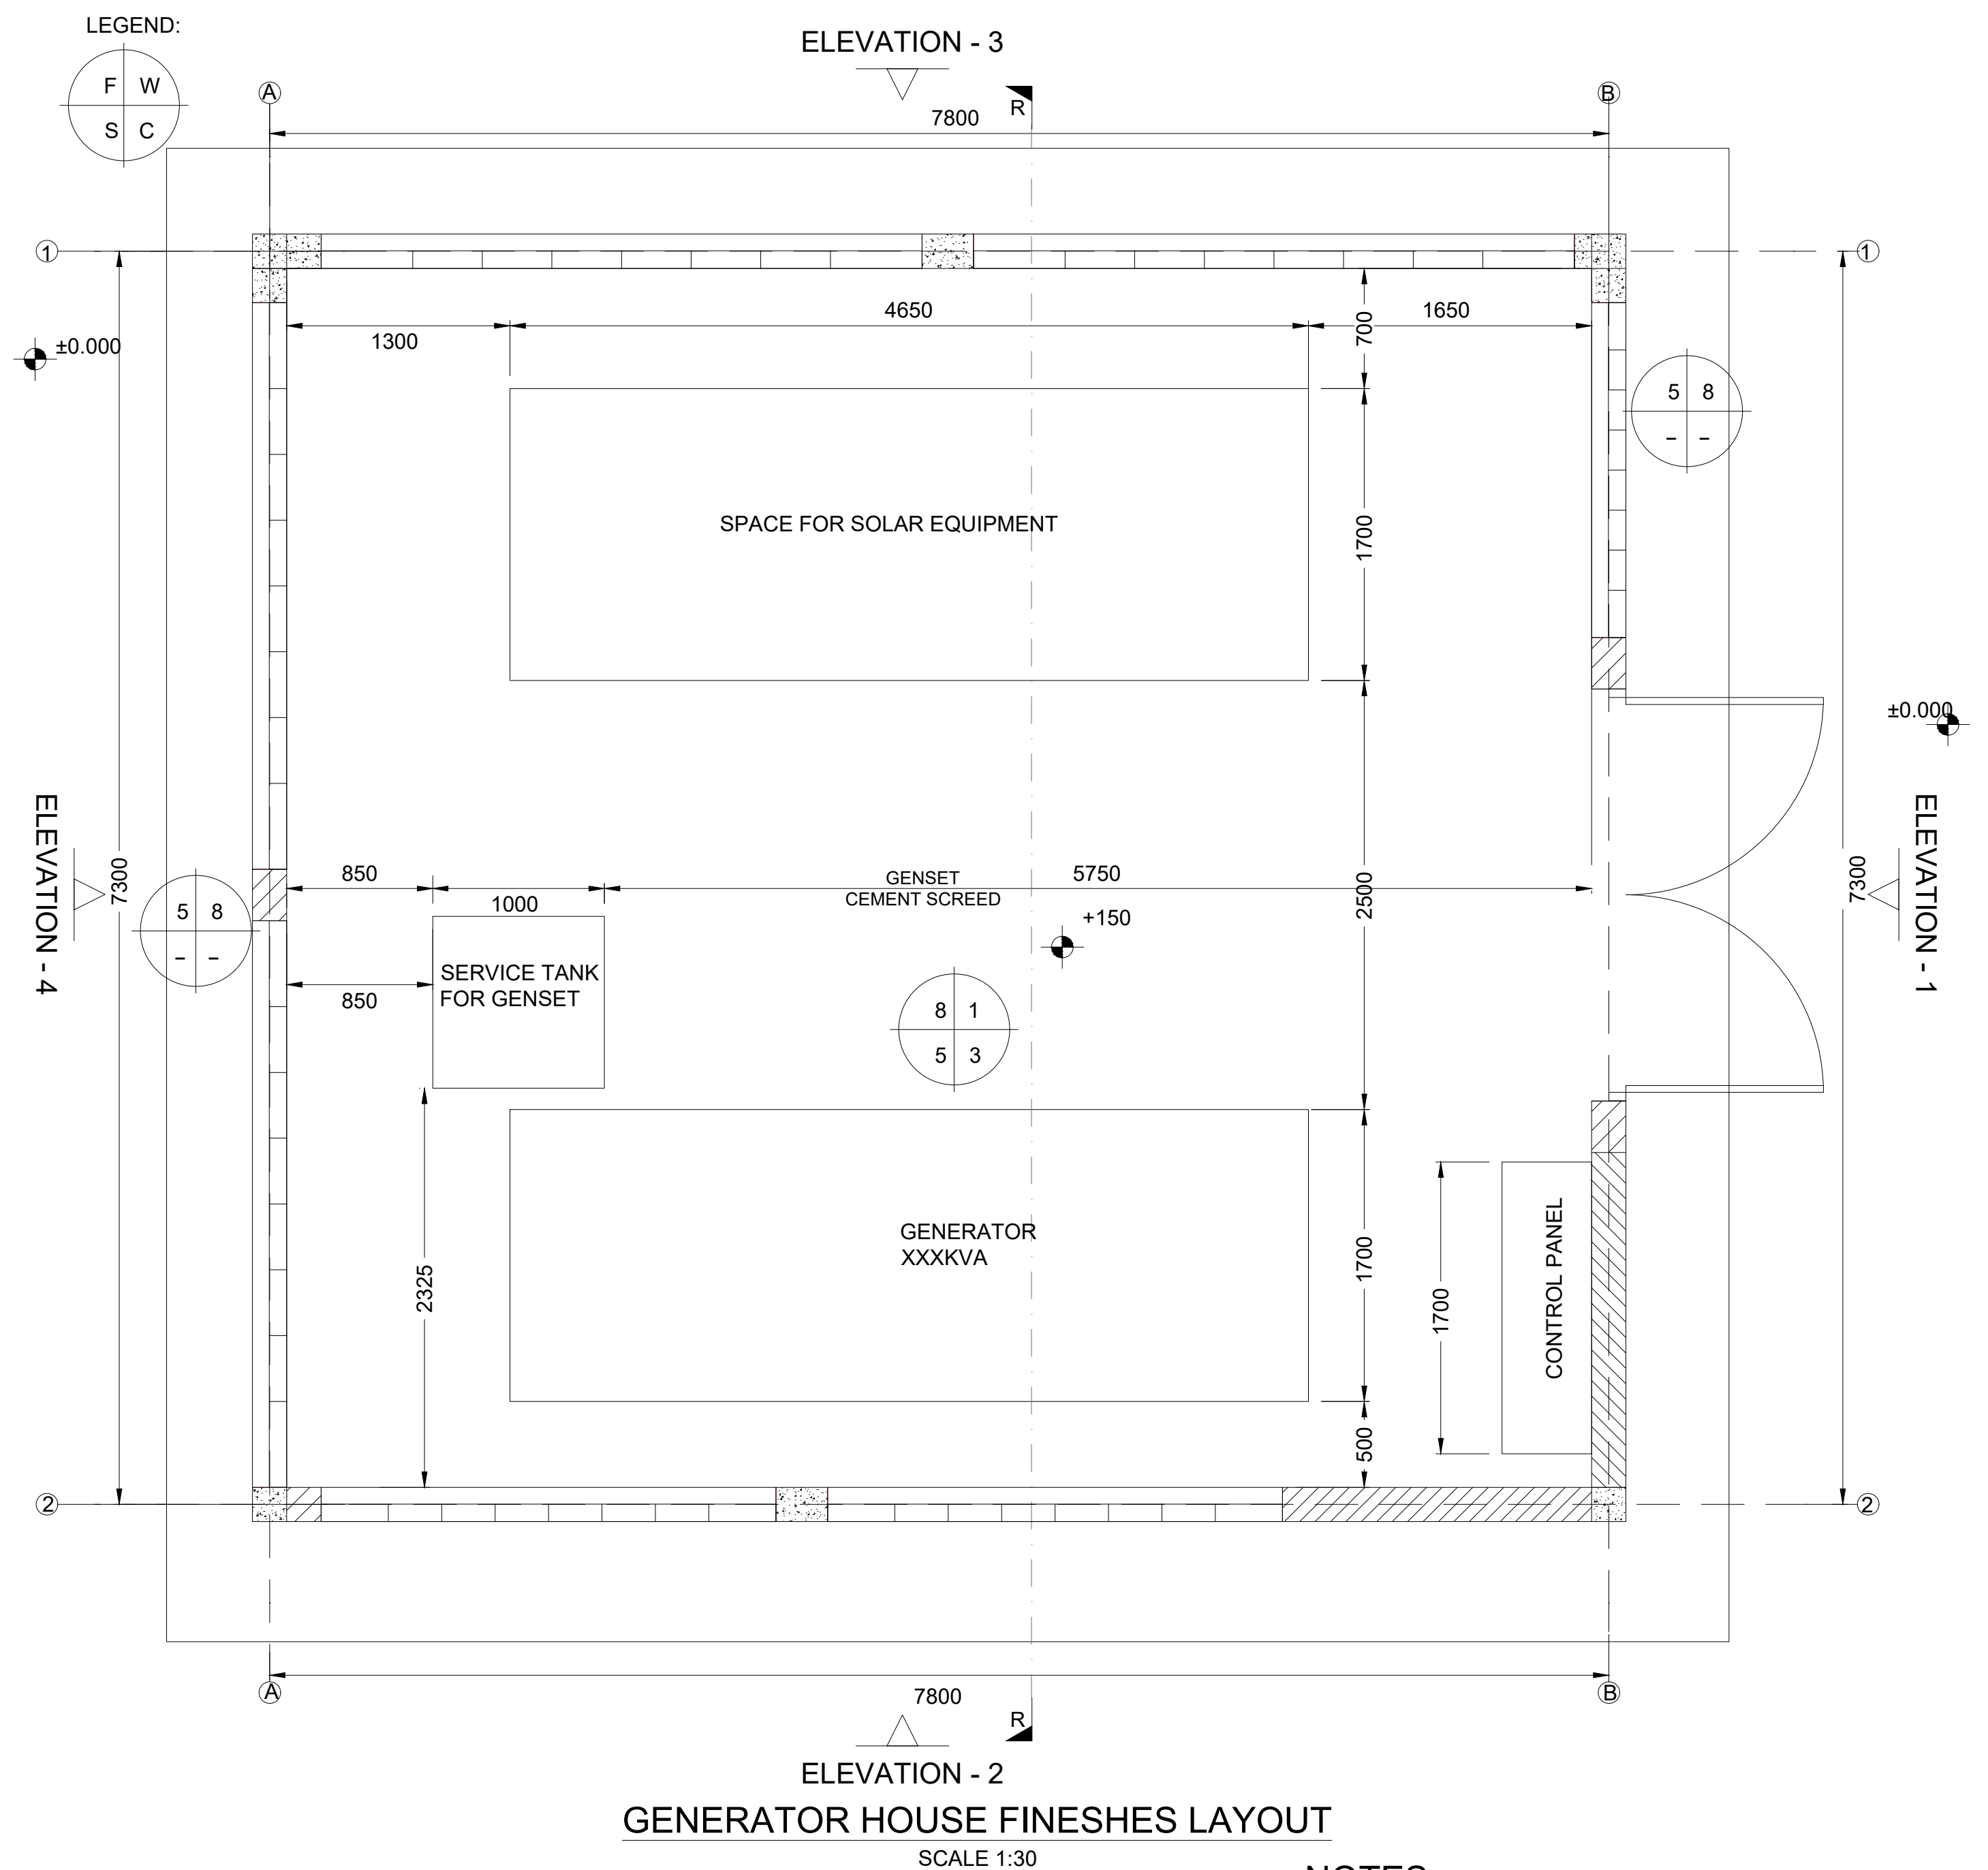 LEGEND:
F W
S C
ELEVATION - 3
A
R
B
7800
1
1
4650
1650
1300
700
±0.000
5 8
- -
SPACE FOR SOLAR EQUIPMENT
1700
±0.000
ELEVATION - 4
7300
850
1000
GENSET
CEMENT SCREED
5750
2500
7300
ELEVATION - 1
5 8
- -
+150
SERVICE TANK
FOR GENSET
850
8 1
5 3
GENERATOR
XXXKVA
2325
1700
1700
CONTROL PANEL
500
2
2
A
7800
B
R
ELEVATION - 2
GENERATOR HOUSE FINESHES LAYOUT
SCALE 1:30